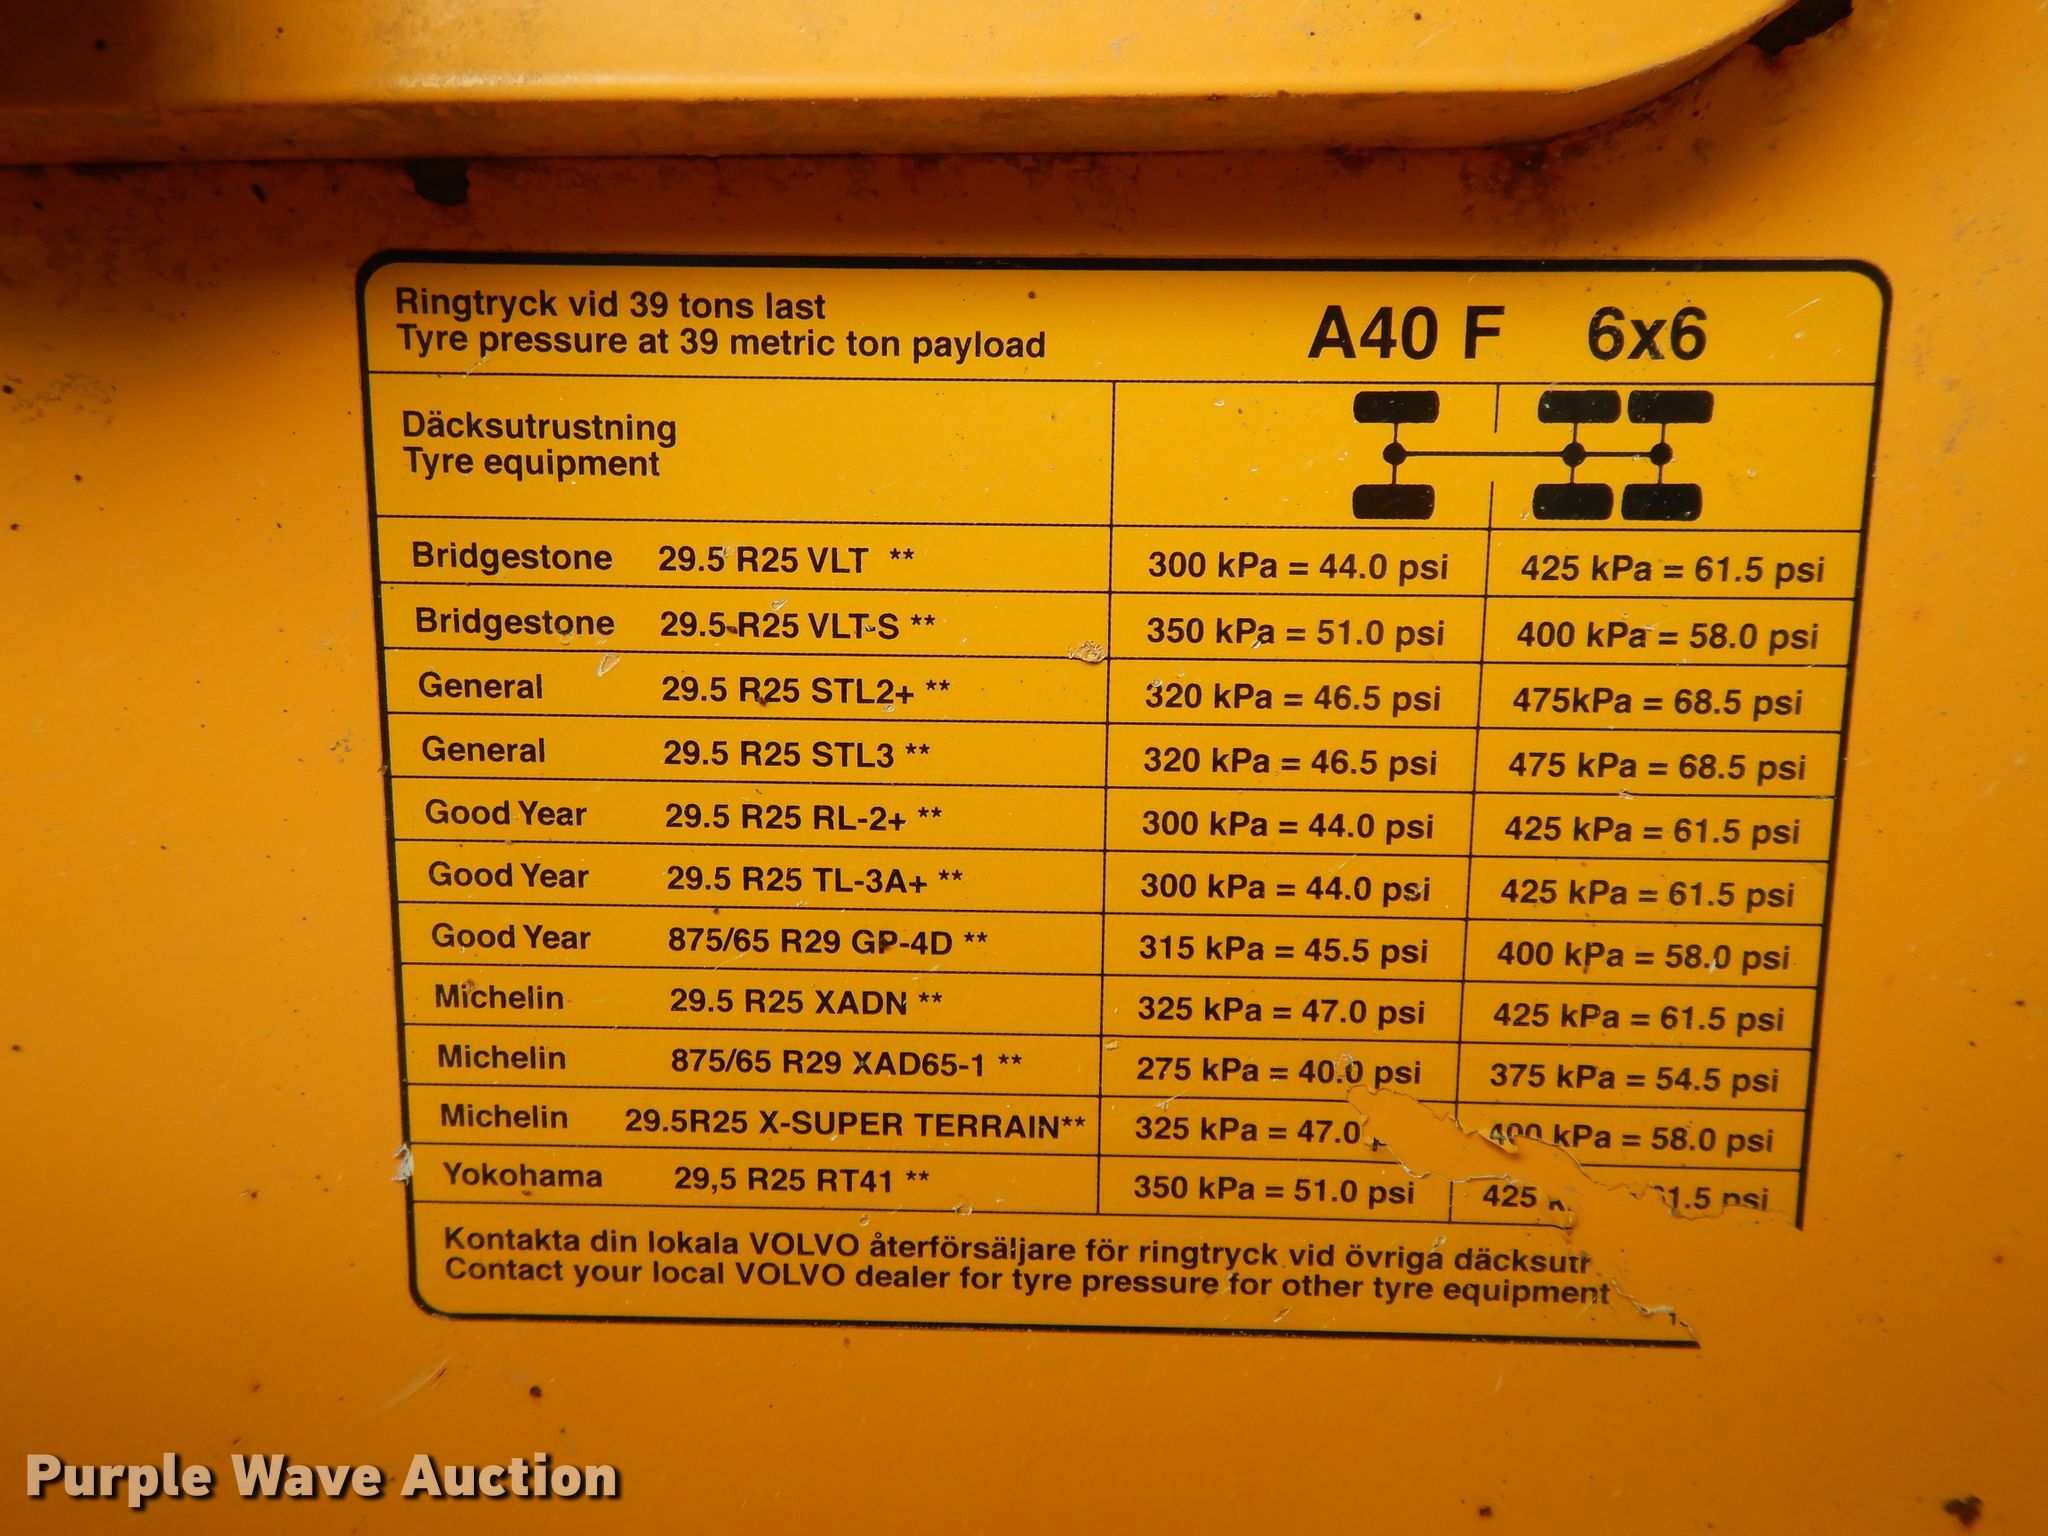 Ringtryck vid 39 tons last
Tyre pressure at 39 metric ton payload
A40 F 6x6
Däcksutrustning
Tyre equipment
Bridgestone 29.5 R25 VLT ** 300 kPa = 44.0 psi 425 kPa = 61.5 psi
Bridgestone 29.5 R25 VLT-S ** 350 kPa = 51.0 psi 400 kPa = 58.0 psi
General 29.5 R25 STL2+ ** 320 kPa = 46.5 psi 475kPa = 68.5 psi
General 29.5 R25 STL3 ** 320 kPa = 46.5 psi 475 kPa = 68.5 psi
Good Year 29.5 R25 RL-2+ ** 300 kPa = 44.0 psi 425 kPa = 61.5 psi
Good Year 29.5 R25 TL-3A+ ** 300 kPa = 44.0 psi 425 kPa = 61.5 psi
Good Year 875/65 R29 GP-4D ** 315 kPa = 45.5 psi 400 kPa = 58.0 psi
Michelin 29.5 R25 XADN ** 325 kPa = 47.0 psi 425 kPa = 61.5 psi
Michelin 875/65 R29 XAD65-1 ** 275 kPa = 40.0 psi 375 kPa = 54.5 psi
Michelin 29.5R25 X-SUPER TERRAIN** 325 kPa = 47.0 400 kPa = 58.0 psi
Yokohama 29,5 R25 RT41 ** 350 kPa = 51.0 psi 425 psi
Kontakta din lokala VOLVO återförsäljare för ringtryck vid övriga
Contact your local VOLVO dealer for tyre pressure for other tyre equipment
Purple Wave Auction